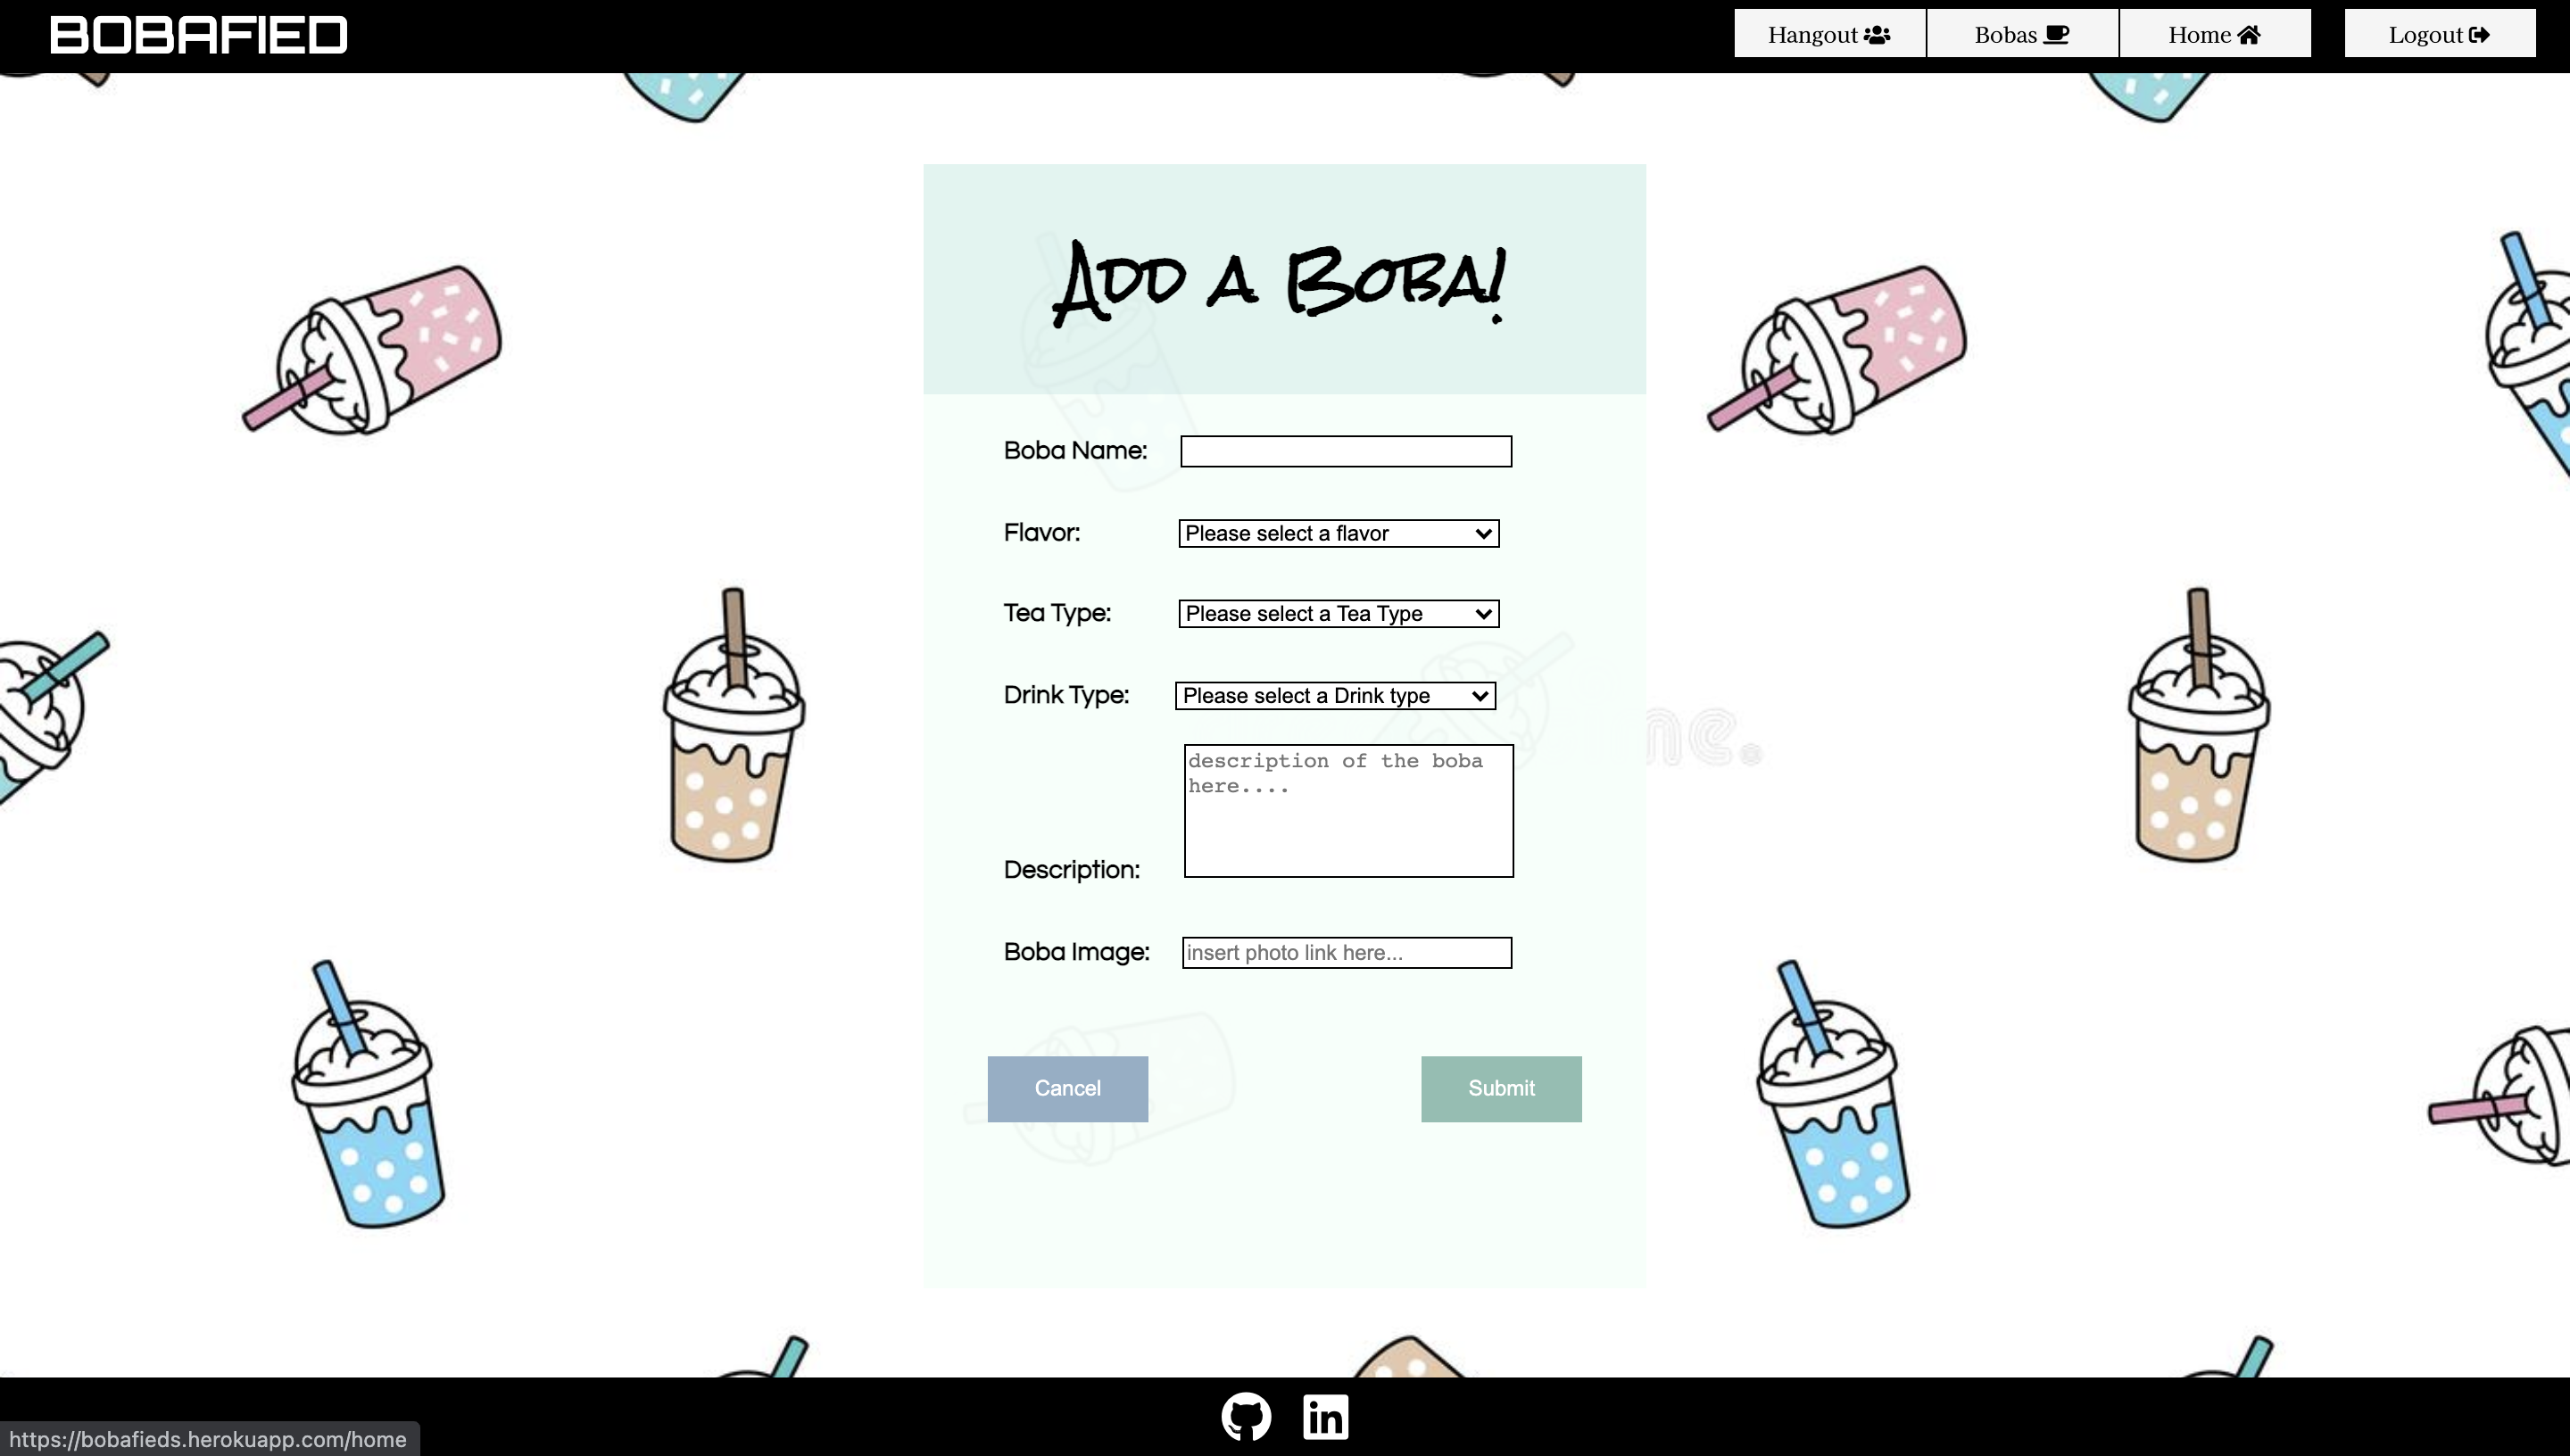 BOBAFIED
Hangout
Bobas
Home
Logout
Add a Boba!
Boba Name:
Flavor: Please select a flavor
Tea Type: Please select a Tea Type
Drink Type: Please select a Drink type
description of the boba
here....
Description:
Boba Image: insert photo link here...
Cancel
Submit
in
https://bobafieds.herokuapp.com/home